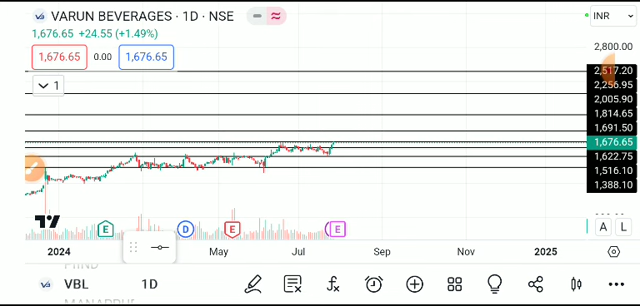 VARUN BEVERAGES · 1D · NSE
INR
1,676.65 +24.55 (+1.49%)
1,676.65 0.00 1,676.65
1
2,800.00
2,517.20
2,256.95
2,005.90
1,814.65
1,691.50
1,676.65
1,622.75
1,516.10
1,388.10
E D E E
A L
2024 May Jul Sep Nov 2025
VBL 1D